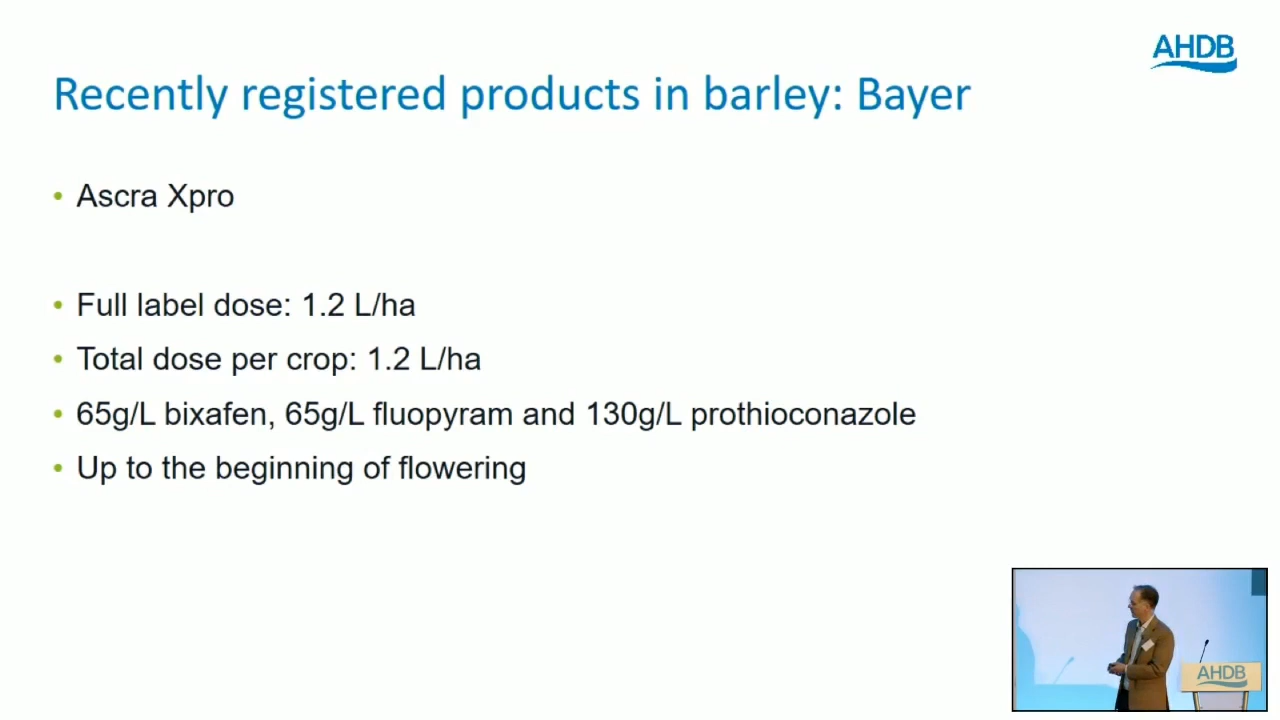 AHDB
Recently registered products in barley: Bayer
• Ascra Xpro
• Full label dose: 1.2 L/ha
• Total dose per crop: 1.2 L/ha
• 65g/L bixafen, 65g/L fluopyram and 130g/L prothioconazole
• Up to the beginning of flowering
AHDB